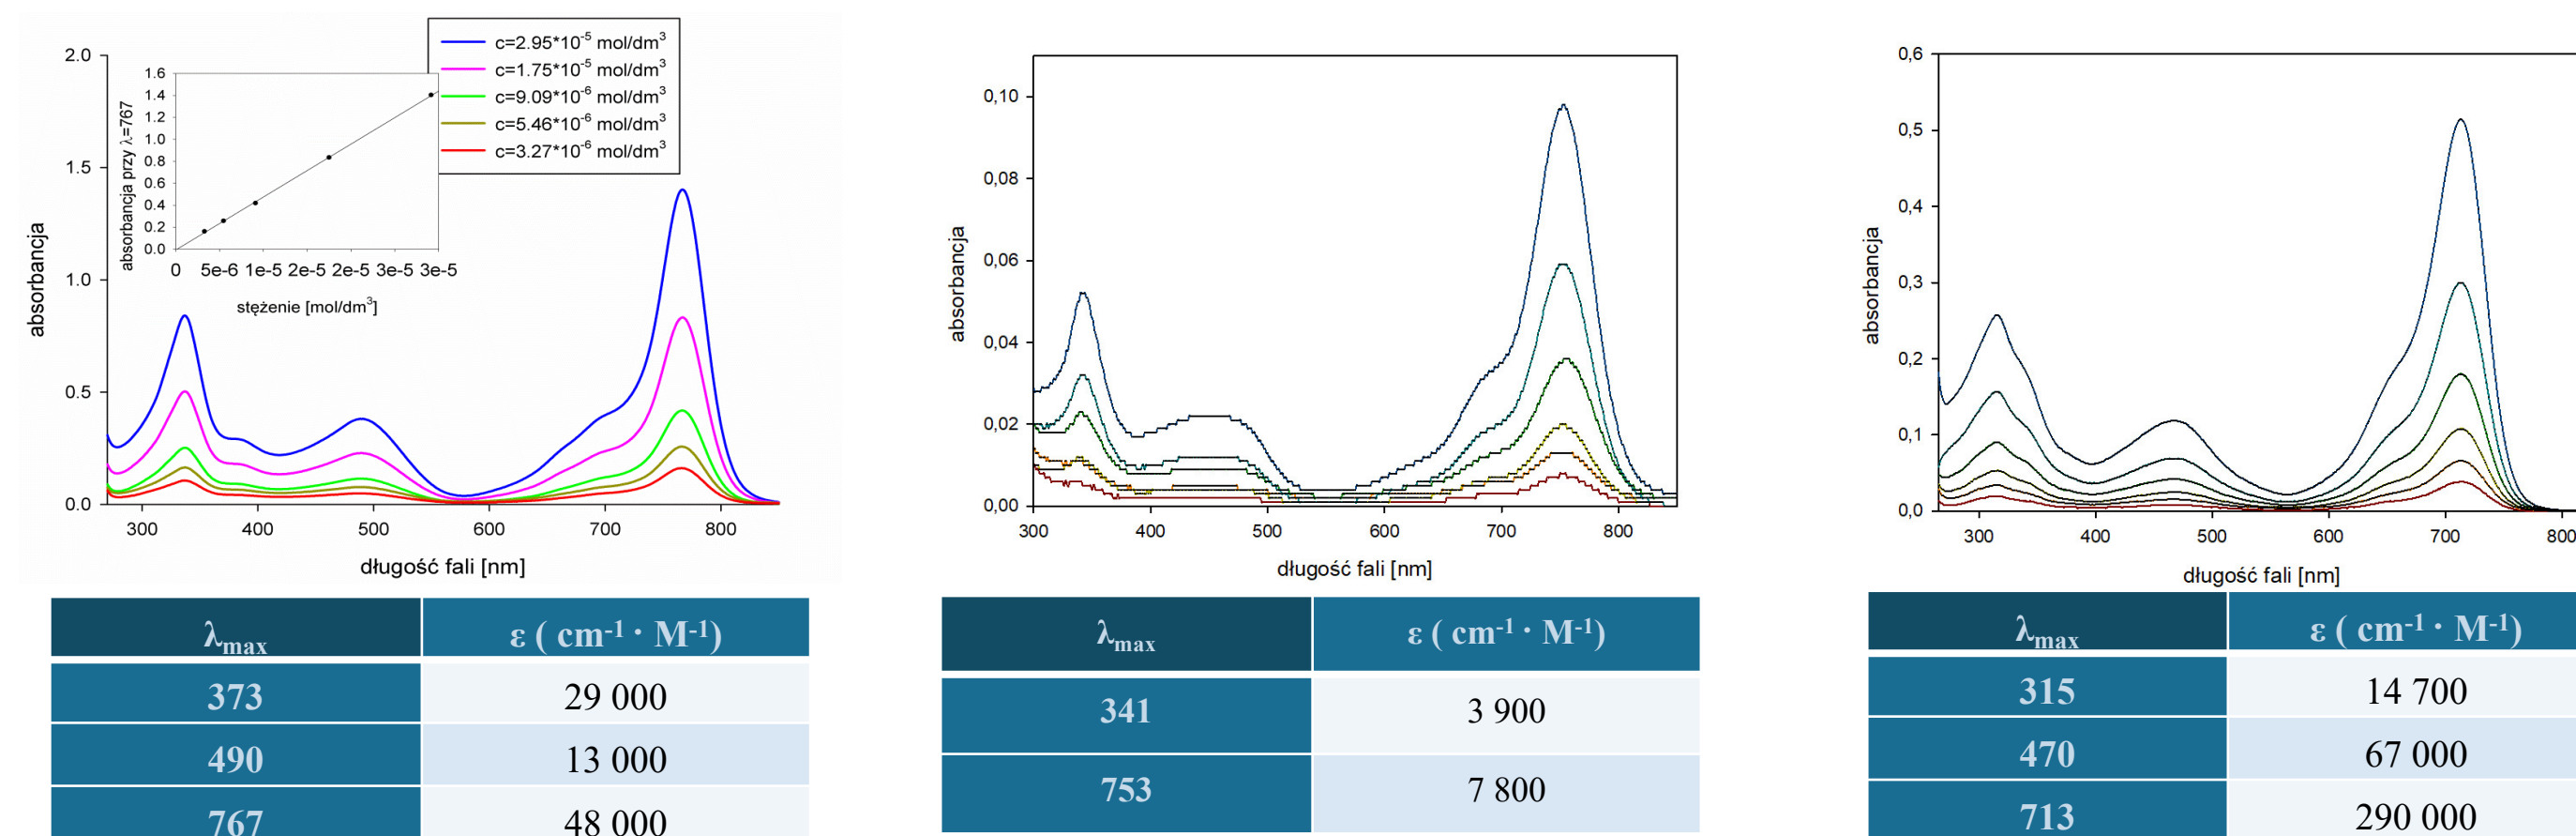 c=2.95*10-5 mol/dm3
c=1.75*10-5 mol/dm3
c=9.09*10-6 mol/dm3
c=5.46*10-6 mol/dm3
c=3.27*10-6 mol/dm3
2.0
1.5
1.0
0.5
0.0
absorbancja
300 400 500 600 700 800
długość fali [nm]
1.6
1.4
1.2
1.0
0.8
0.6
0.4
0.2
0.0
absorbancja przy λ=767
0 5e-6 1e-5 2e-5 2e-5 3e-5 3e-5
stężenie [mol/dm3]
λmax ε ( cm-1 · M-1)
373 29 000
490 13 000
767 48 000
0,10
0,08
0,06
0,04
0,02
0,00
absorbancja
300 400 500 600 700 800
długość fali [nm]
λmax ε ( cm-1 · M-1)
341 3 900
753 7 800
0,6
0,5
0,4
0,3
0,2
0,1
0,0
absorbancja
300 400 500 600 700 800
długość fali [nm]
λmax ε ( cm-1 · M-1)
315 14 700
470 67 000
713 290 000